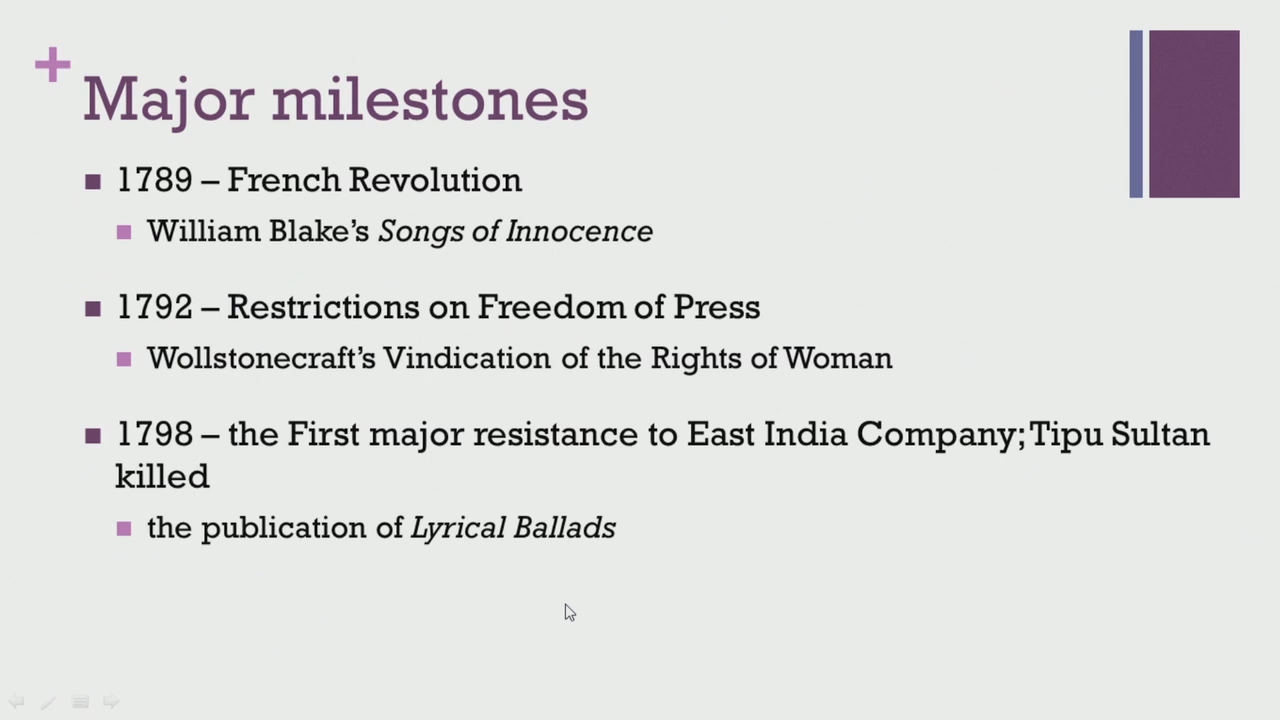 Major milestones
1789 – French Revolution
William Blake’s Songs of Innocence
1792 – Restrictions on Freedom of Press
Wollstonecraft’s Vindication of the Rights of Woman
1798 – the First major resistance to East India Company; Tipu Sultan
killed
the publication of Lyrical Ballads